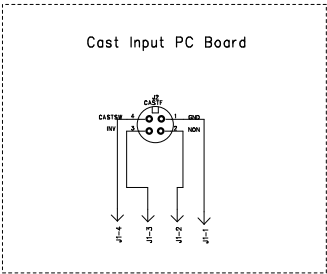 Cast Input PC Board
J2
CASTF
CASTSW 4 1 GND
INV 3 2 NON
J1-4 J1-3 J1-2 J1-1